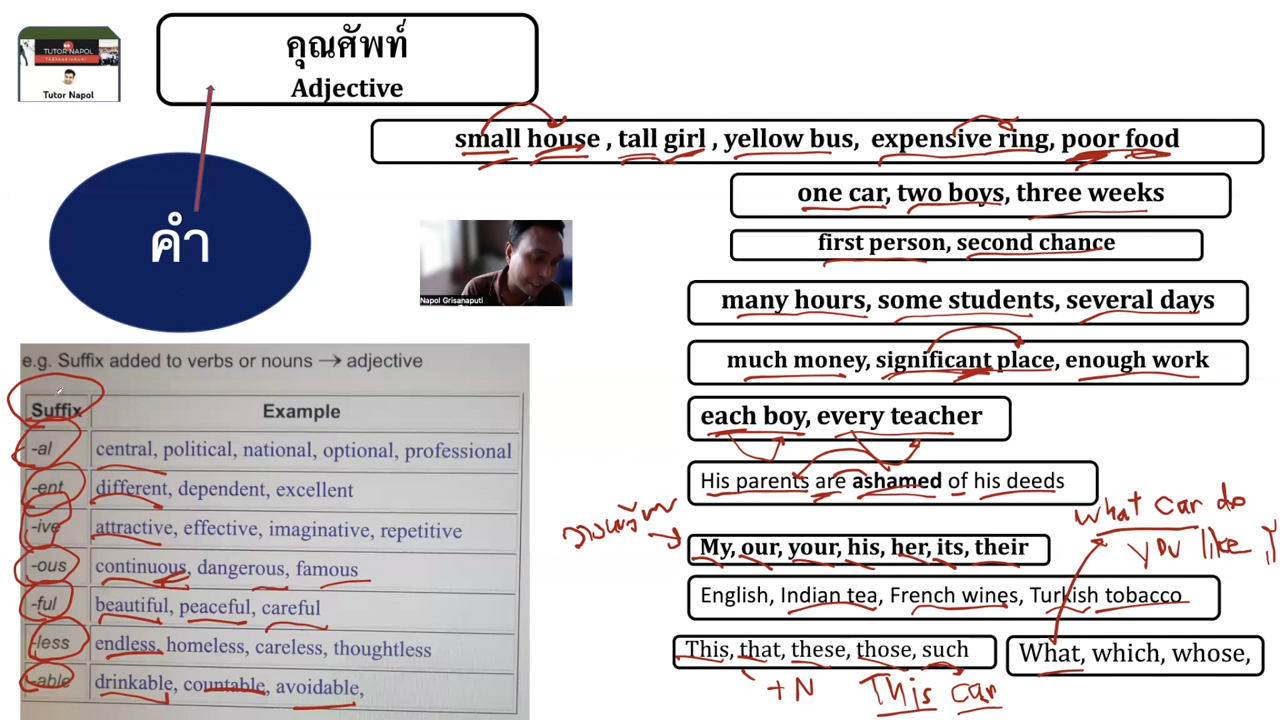 TUTOR NAPOL
Tutor Napol
คุณศัพท์
Adjective
small house , tall girl , yellow bus, expensive ring, poor food
คำ
one car, two boys, three weeks
first person, second chance
Napol Grisanaputi
many hours, some students, several days
much money, significant place, enough work
each boy, every teacher
His parents are ashamed of his deeds
What car do
you like
My, our, your, his, her, its, their
English, Indian tea, French wines, Turkish tobacco
This, that, these, those, such
What, which, whose,
+ N
This car
e.g. Suffix added to verbs or nouns → adjective
Suffix Example
-al central, political, national, optional, professional
-ent different, dependent, excellent
-ive attractive, effective, imaginative, repetitive
-ous continuous, dangerous, famous
-ful beautiful, peaceful, careful
-less endless, homeless, careless, thoughtless
-able drinkable, countable, avoidable,